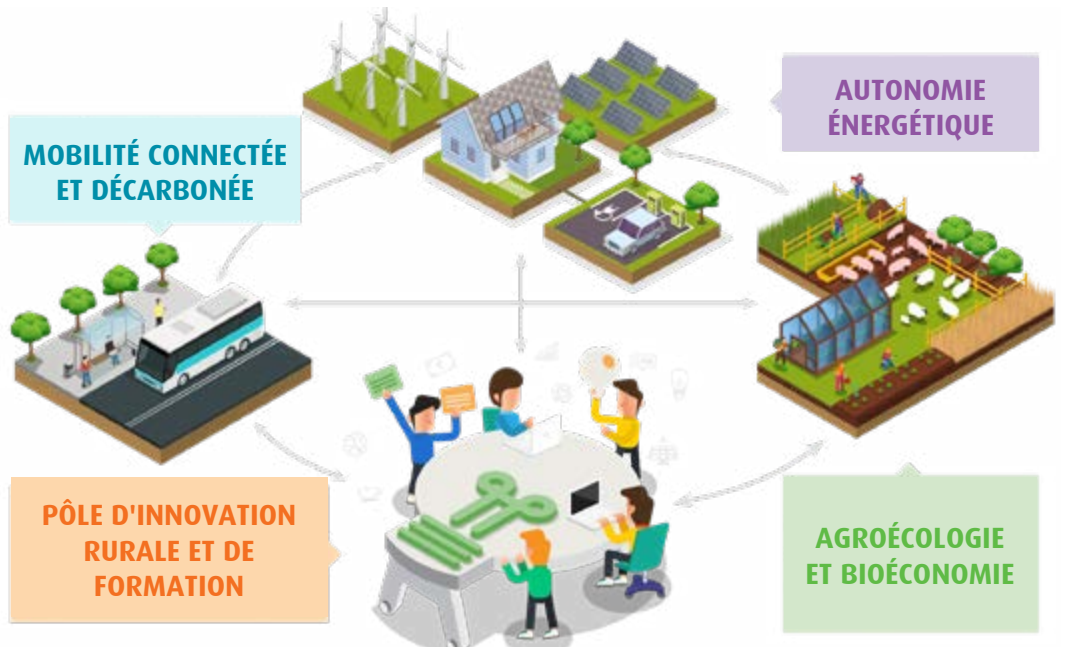 MOBILITÉ CONNECTÉE
ET DÉCARBONÉE
AUTONOMIE
ÉNERGÉTIQUE
PÔLE D'INNOVATION
RURALE ET DE
FORMATION
AGROÉCOLOGIE
ET BIOÉCONOMIE